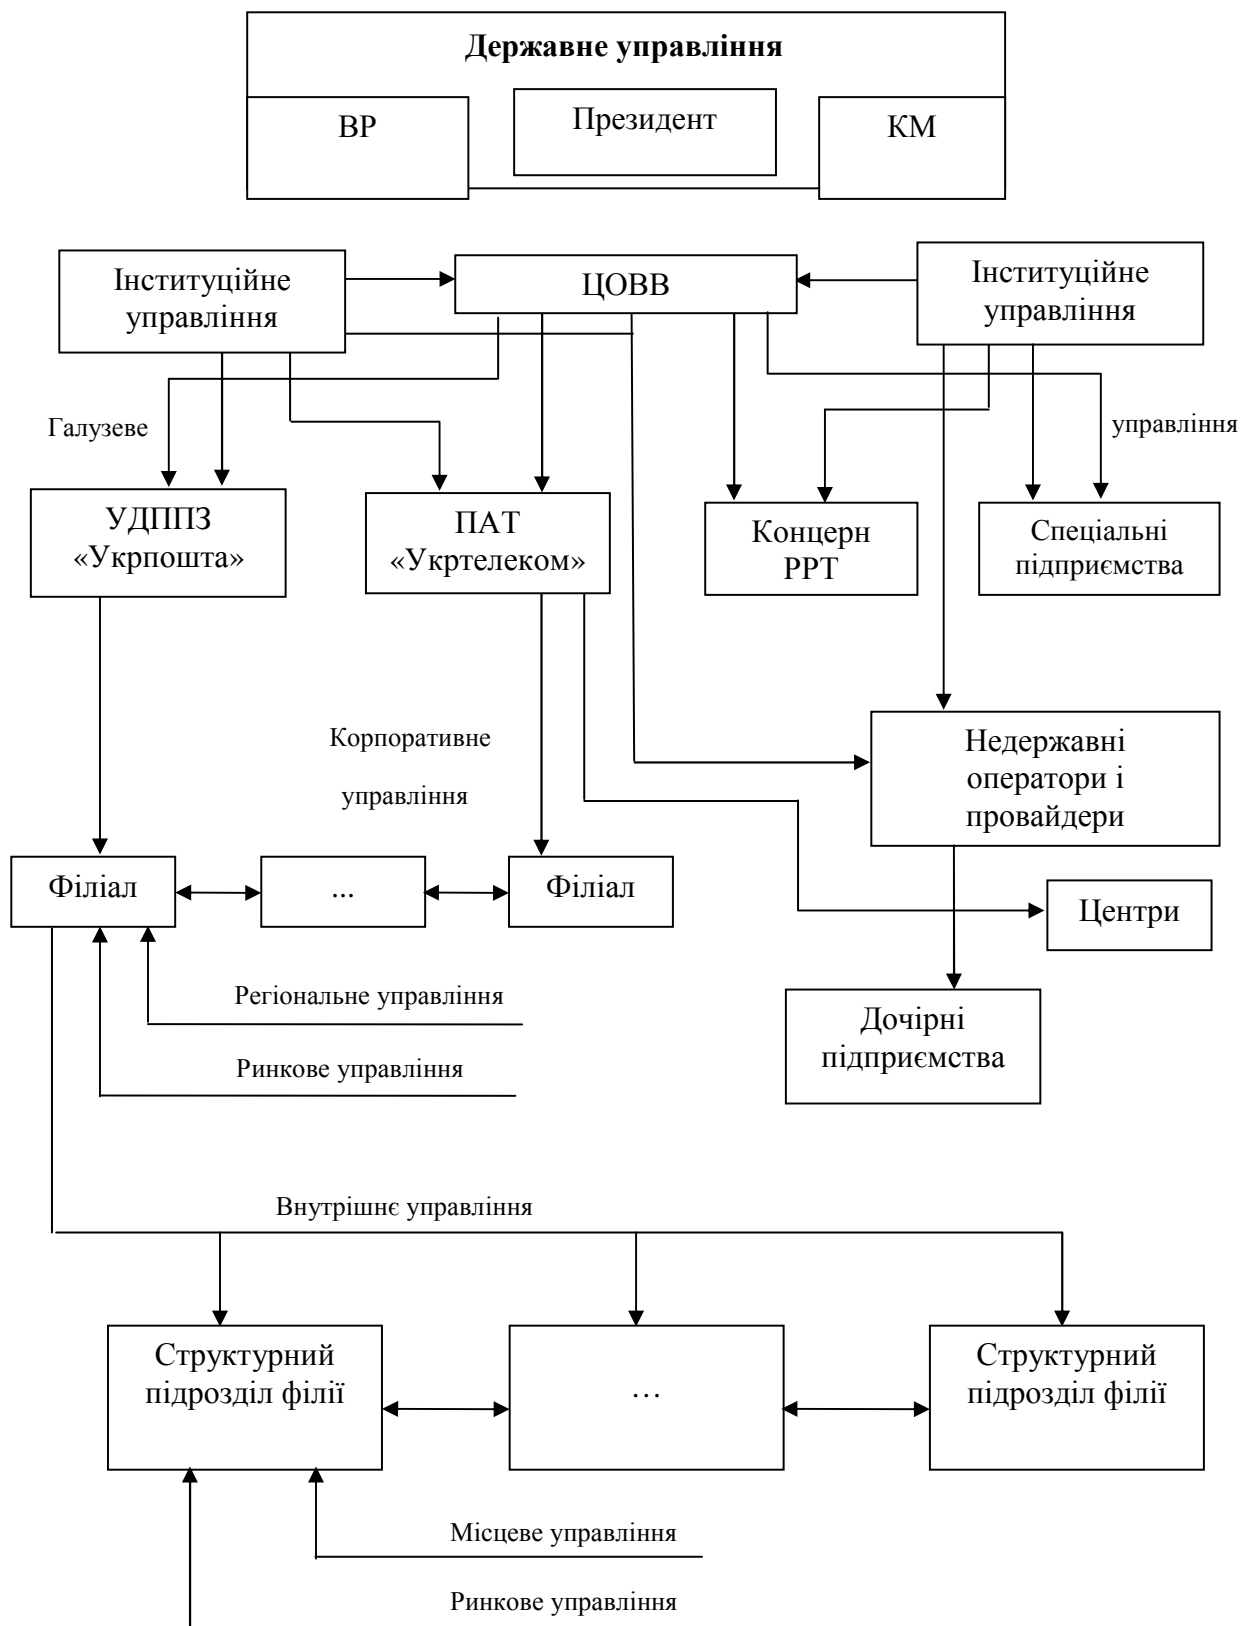 Державне управління
ВР
Президент
КМ
Інституційне
управління
ЦОВВ
Інституційне
управління
Галузеве
управління
УДППЗ
«Укрпошта»
ПАТ
«Укртелеком»
Концерн
РРТ
Спеціальні
підприємства
Корпоративне
управління
Недержавні
оператори і
провайдери
Філіал
...
Філіал
Центри
Регіональне управління
Ринкове управління
Дочірні
підприємства
Внутрішнє управління
Структурний
підрозділ філії
…
Структурний
підрозділ філії
Місцеве управління
Ринкове управління